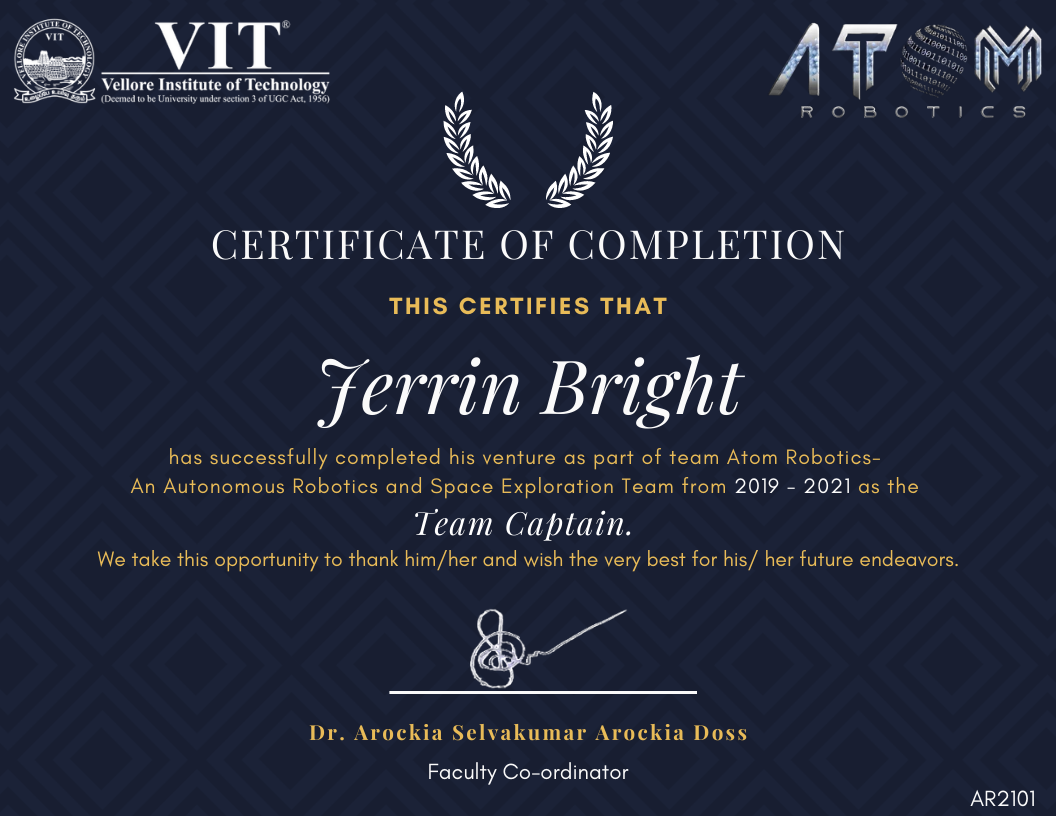 VIT®
Vellore Institute of Technology
(Deemed to be University under section 3 of UGC Act, 1956)
VELLORE INSTITUTE OF TECHNOLOGY
VIT
ATOM
ROBOTICS
CERTIFICATE OF COMPLETION
THIS CERTIFIES THAT
Jerrin Bright
has successfully completed his venture as part of team Atom Robotics-
An Autonomous Robotics and Space Exploration Team from 2019 - 2021 as the
Team Captain.
We take this opportunity to thank him/her and wish the very best for his/ her future endeavors.
Dr. Arockia Selvakumar Arockia Doss
Faculty Co-ordinator
AR2101